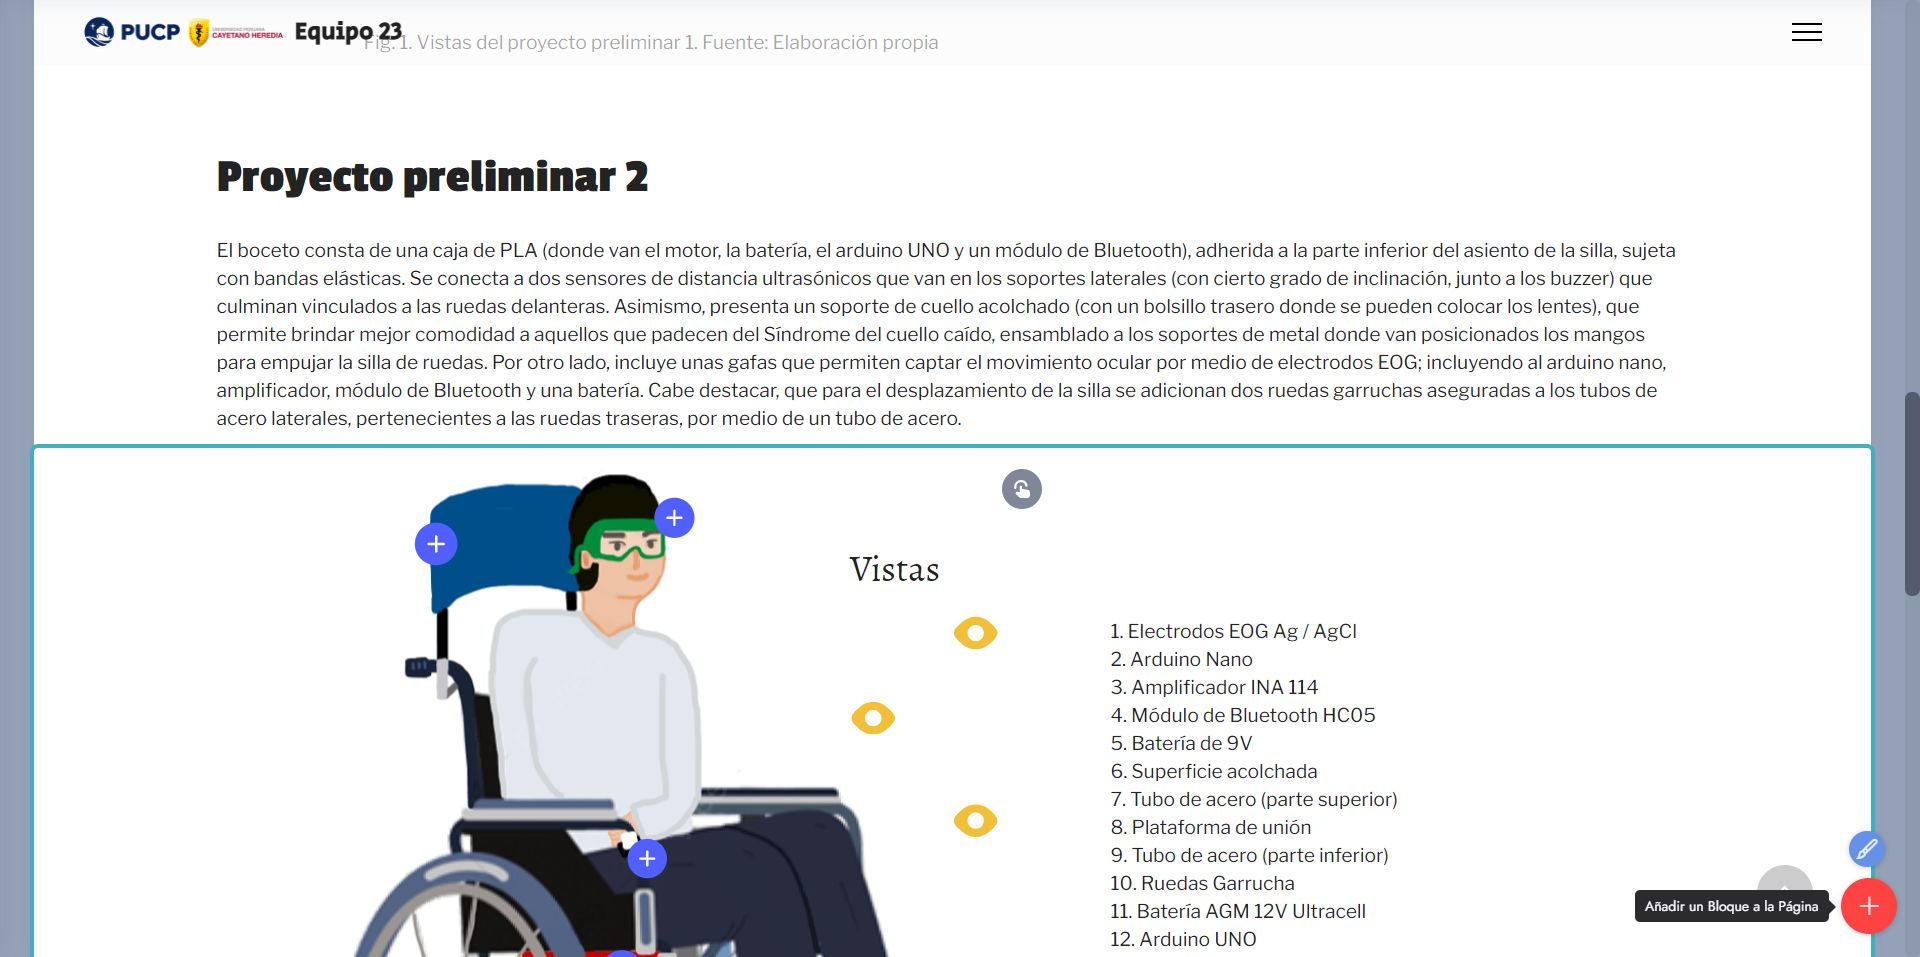 PUCP
UNIVERSIDAD PERUANA
CAYETANO HEREDIA
Equipo 23
Fig. 1. Vistas del proyecto preliminar 1. Fuente: Elaboración propia
Proyecto preliminar 2
El boceto consta de una caja de PLA (donde van el motor, la batería, el arduino UNO y un módulo de Bluetooth), adherida a la parte inferior del asiento de la silla, sujeta
con bandas elásticas. Se conecta a dos sensores de distancia ultrasónicos que van en los soportes laterales (con cierto grado de inclinación, junto a los buzzer) que
culminan vinculados a las ruedas delanteras. Asimismo, presenta un soporte de cuello acolchado (con un bolsillo trasero donde se pueden colocar los lentes), que
permite brindar mejor comodidad a aquellos que padecen del Síndrome del cuello caído, ensamblado a los soportes de metal donde van posicionados los mangos
para empujar la silla de ruedas. Por otro lado, incluye unas gafas que permiten captar el movimiento ocular por medio de electrodos EOG; incluyendo al arduino nano,
amplificador, módulo de Bluetooth y una batería. Cabe destacar, que para el desplazamiento de la silla se adicionan dos ruedas garruchas aseguradas a los tubos de
acero laterales, pertenecientes a las ruedas traseras, por medio de un tubo de acero.
Vistas
1. Electrodos EOG Ag / AgCl
2. Arduino Nano
3. Amplificador INA 114
4. Módulo de Bluetooth HC05
5. Batería de 9V
6. Superficie acolchada
7. Tubo de acero (parte superior)
8. Plataforma de unión
9. Tubo de acero (parte inferior)
10. Ruedas Garrucha
11. Batería AGM 12V Ultracell
12. Arduino UNO
Añadir un Bloque a la Página